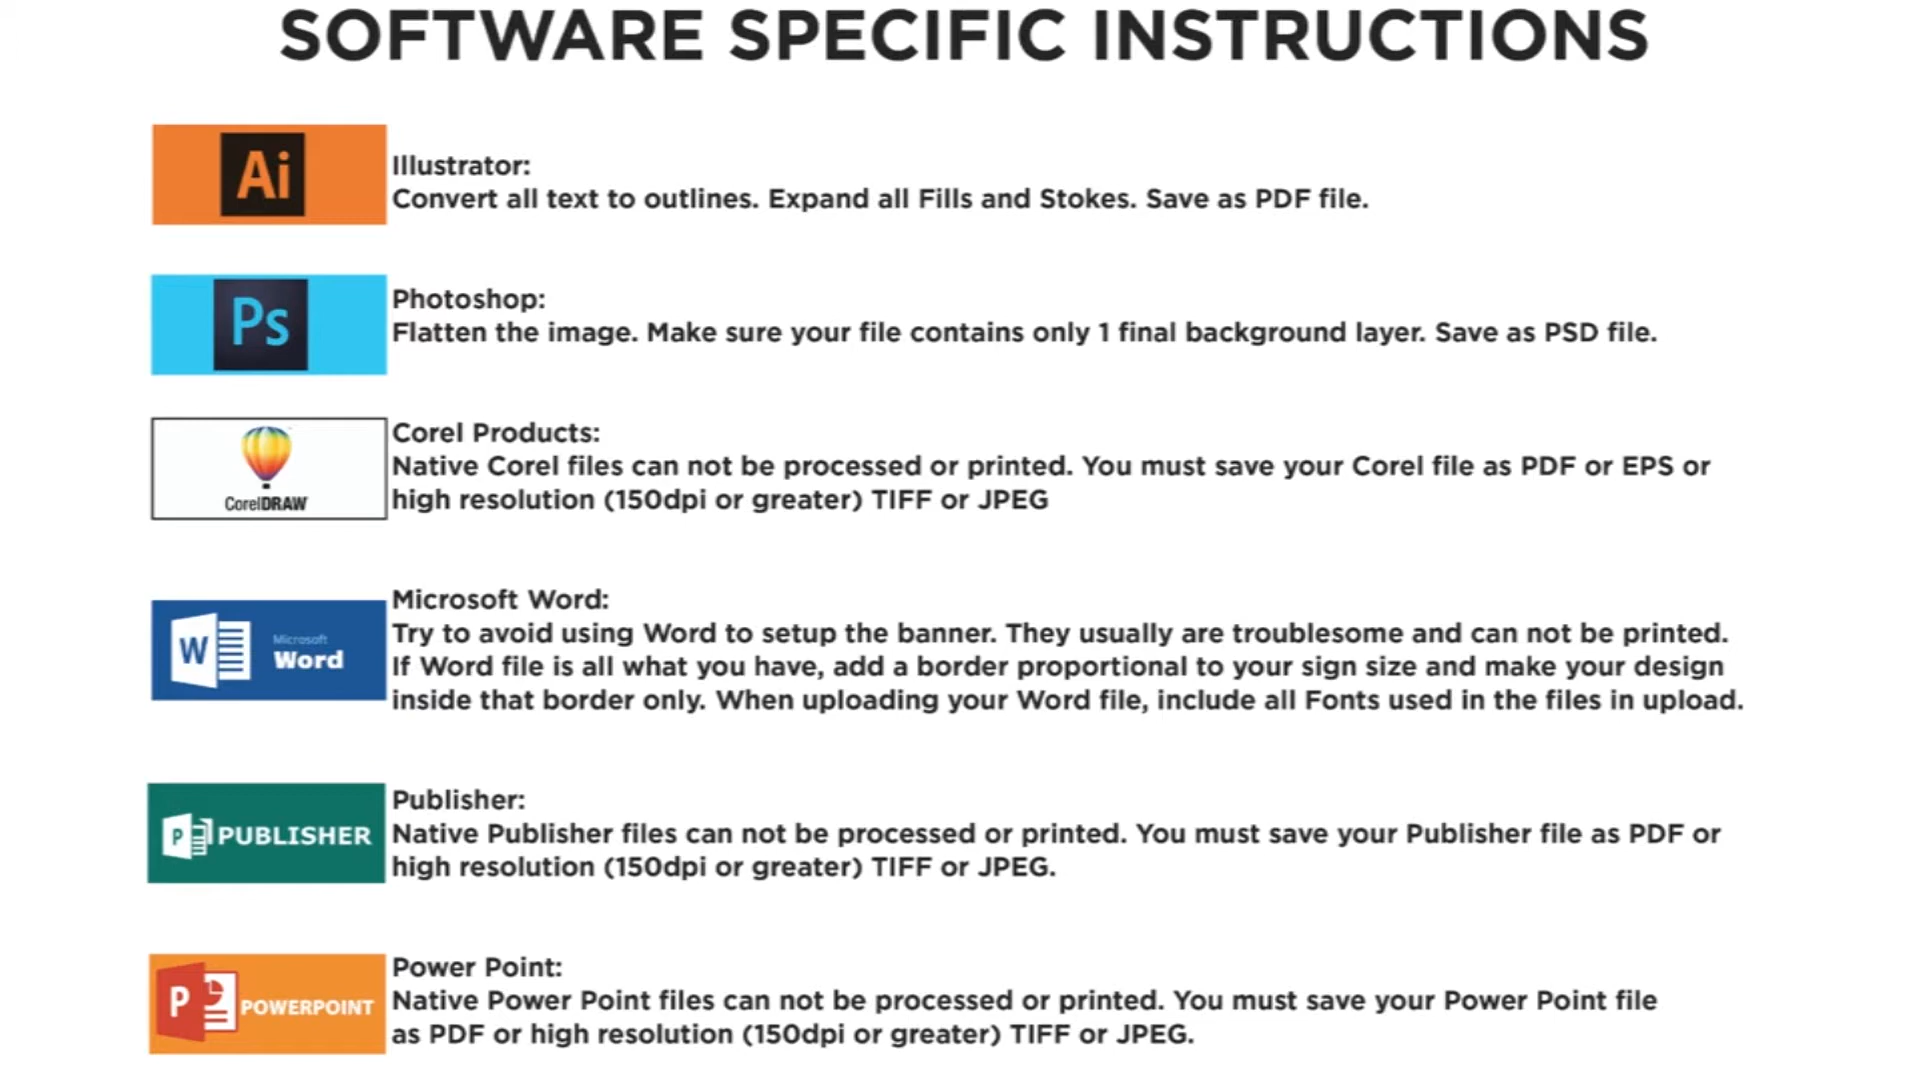 SOFTWARE SPECIFIC INSTRUCTIONS
Ai
Illustrator:
Convert all text to outlines. Expand all Fills and Stokes. Save as PDF file.
Ps
Photoshop:
Flatten the image. Make sure your file contains only 1 final background layer. Save as PSD file.
CorelDRAW
Corel Products:
Native Corel files can not be processed or printed. You must save your Corel file as PDF or EPS or
high resolution (150dpi or greater) TIFF or JPEG
W
Microsoft
Word
Microsoft Word:
Try to avoid using Word to setup the banner. They usually are troublesome and can not be printed.
If Word file is all what you have, add a border proportional to your sign size and make your design
inside that border only. When uploading your Word file, include all Fonts used in the files in upload.
P
PUBLISHER
Publisher:
Native Publisher files can not be processed or printed. You must save your Publisher file as PDF or
high resolution (150dpi or greater) TIFF or JPEG.
P
POWERPOINT
Power Point:
Native Power Point files can not be processed or printed. You must save your Power Point file
as PDF or high resolution (150dpi or greater) TIFF or JPEG.